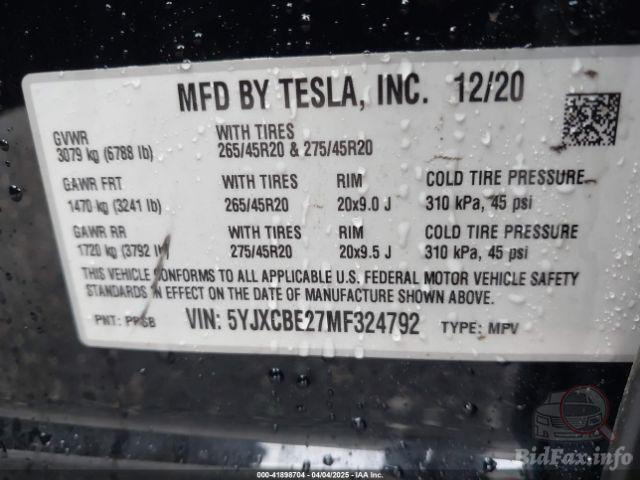 MFD BY TESLA, INC. 12/20
GVWR
3079 kg (6788 lb)
WITH TIRES
265/45R20 & 275/45R20
GAWR FRT WITH TIRES RIM COLD TIRE PRESSURE
1470 kg (3241 lb) 265/45R20 20x9.0 J 310 kPa, 45 psi
GAWR RR WITH TIRES RIM COLD TIRE PRESSURE
1720 kg (3792 lb) 275/45R20 20x9.5 J 310 kPa, 45 psi
THIS VEHICLE CONFORMS TO ALL APPLICABLE U.S. FEDERAL MOTOR VEHICLE SAFETY
STANDARDS IN EFFECT ON THE DATE OF MANUFACTURE SHOWN ABOVE.
PNT: PPSB VIN: 5YJXCBE27MF324792 TYPE: MPV
BidFax.info
000-41898704 - 04/04/2025 - IAA Inc.